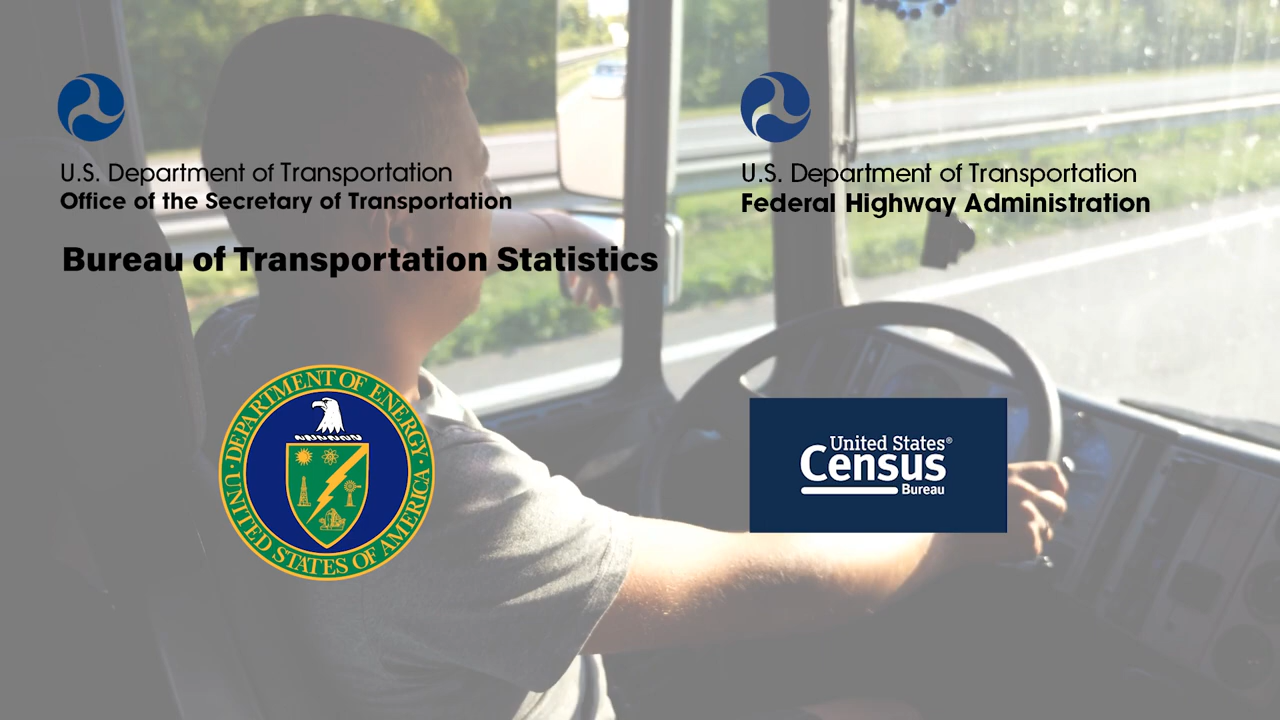 U.S. Department of Transportation
Office of the Secretary of Transportation
Bureau of Transportation Statistics
U.S. Department of Transportation
Federal Highway Administration
DEPARTMENT OF ENERGY
UNITED STATES OF AMERICA
United States®
Census
Bureau